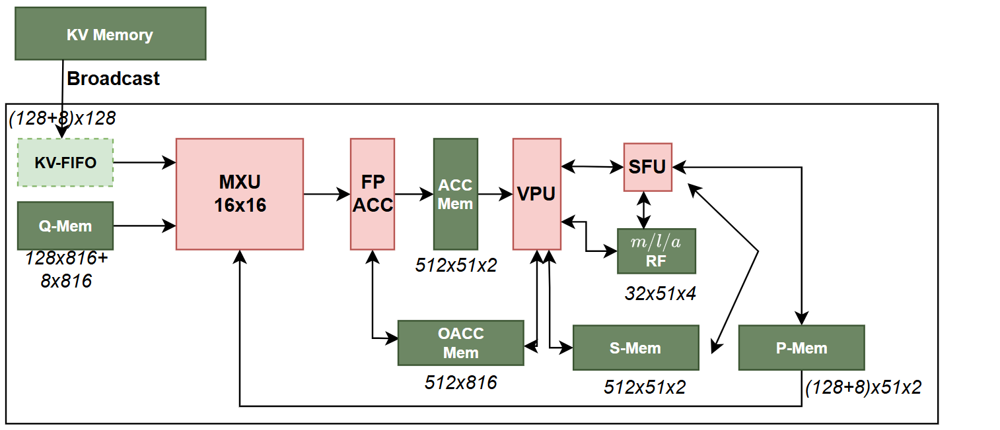 KV Memory
Broadcast
(128+8)x128
KV-FIFO
Q-Mem
128x816+
8x816
MXU
16x16
FP
ACC
ACC
Mem
512x51x2
VPU
SFU
m/l/a
RF
32x51x4
OACC
Mem
512x816
S-Mem
512x51x2
P-Mem
(128+8)x51x2